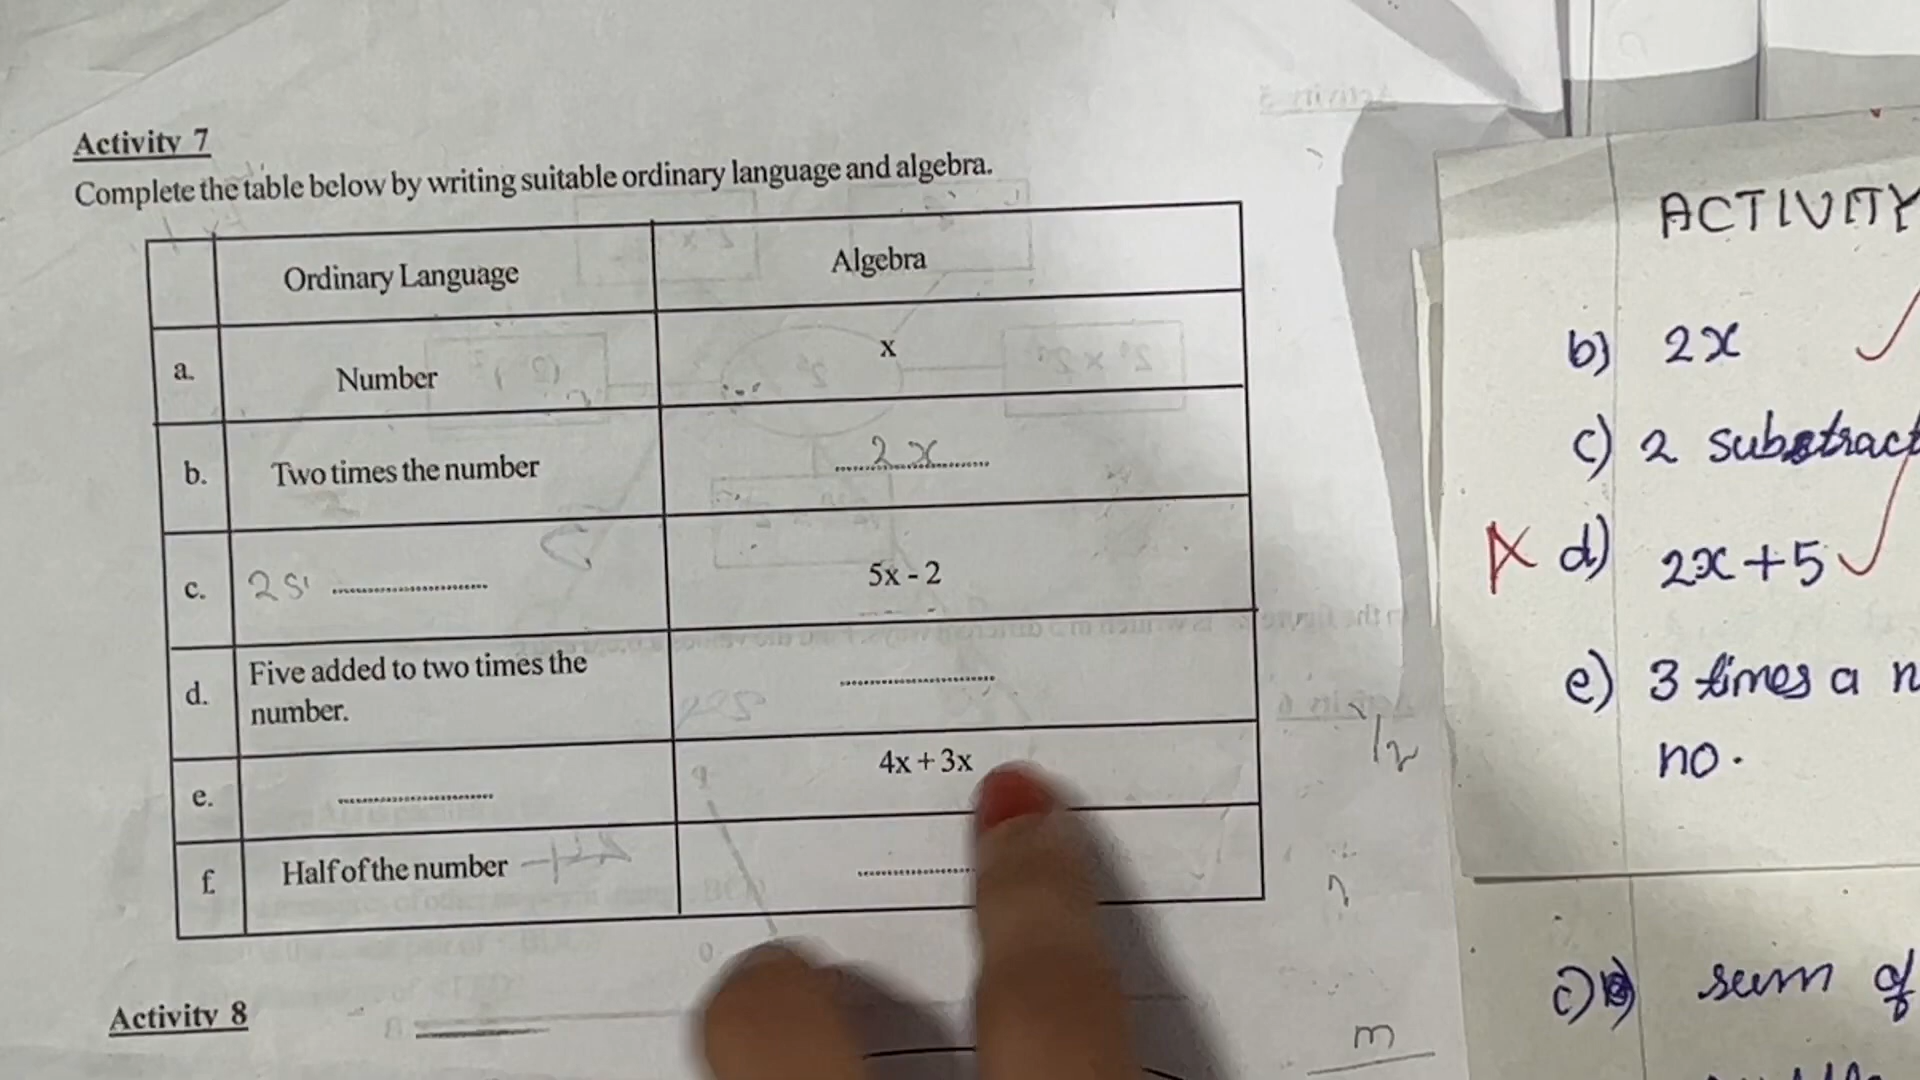 Activity 7
Complete the table below by writing suitable ordinary language and algebra.
Ordinary Language Algebra
a. Number x
b. Two times the number 2x
c. 2 5x - 2
d. Five added to two times the
number.
e. 4x + 3x
f. Half of the number
Activity 8
x/2
m
ACTIVITY
b) 2x
c) 2 substract
d) 2x+5
e) 3 times a
no.
sum of